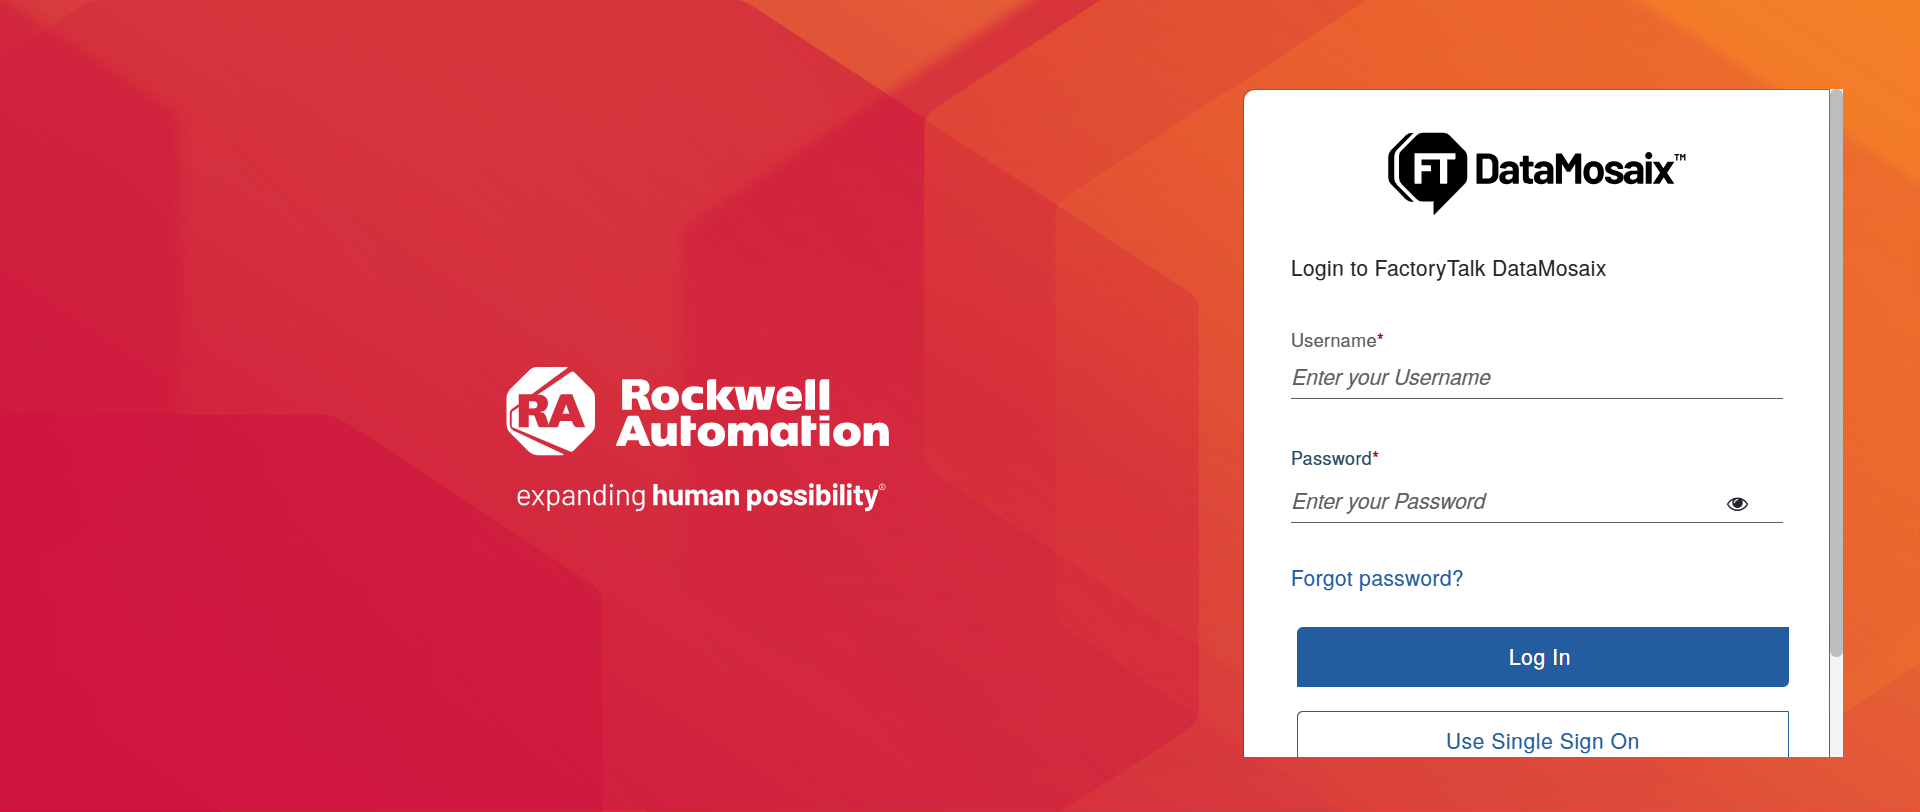 RA
Rockwell
Automation
expanding human possibility®
FT DataMosaix™
Login to FactoryTalk DataMosaix
Username*
Enter your Username
Password*
Enter your Password
Forgot password?
Log In
Use Single Sign On